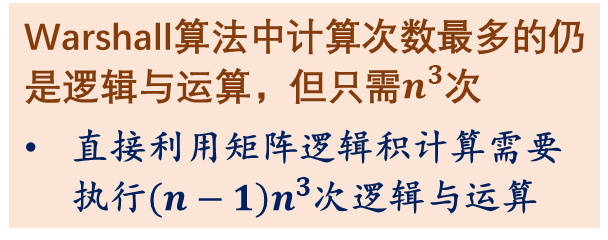 Warshall算法中计算次数最多的仍
是逻辑与运算，但只需n³次
• 直接利用矩阵逻辑积计算需要
执行(n − 1)n³次逻辑与运算